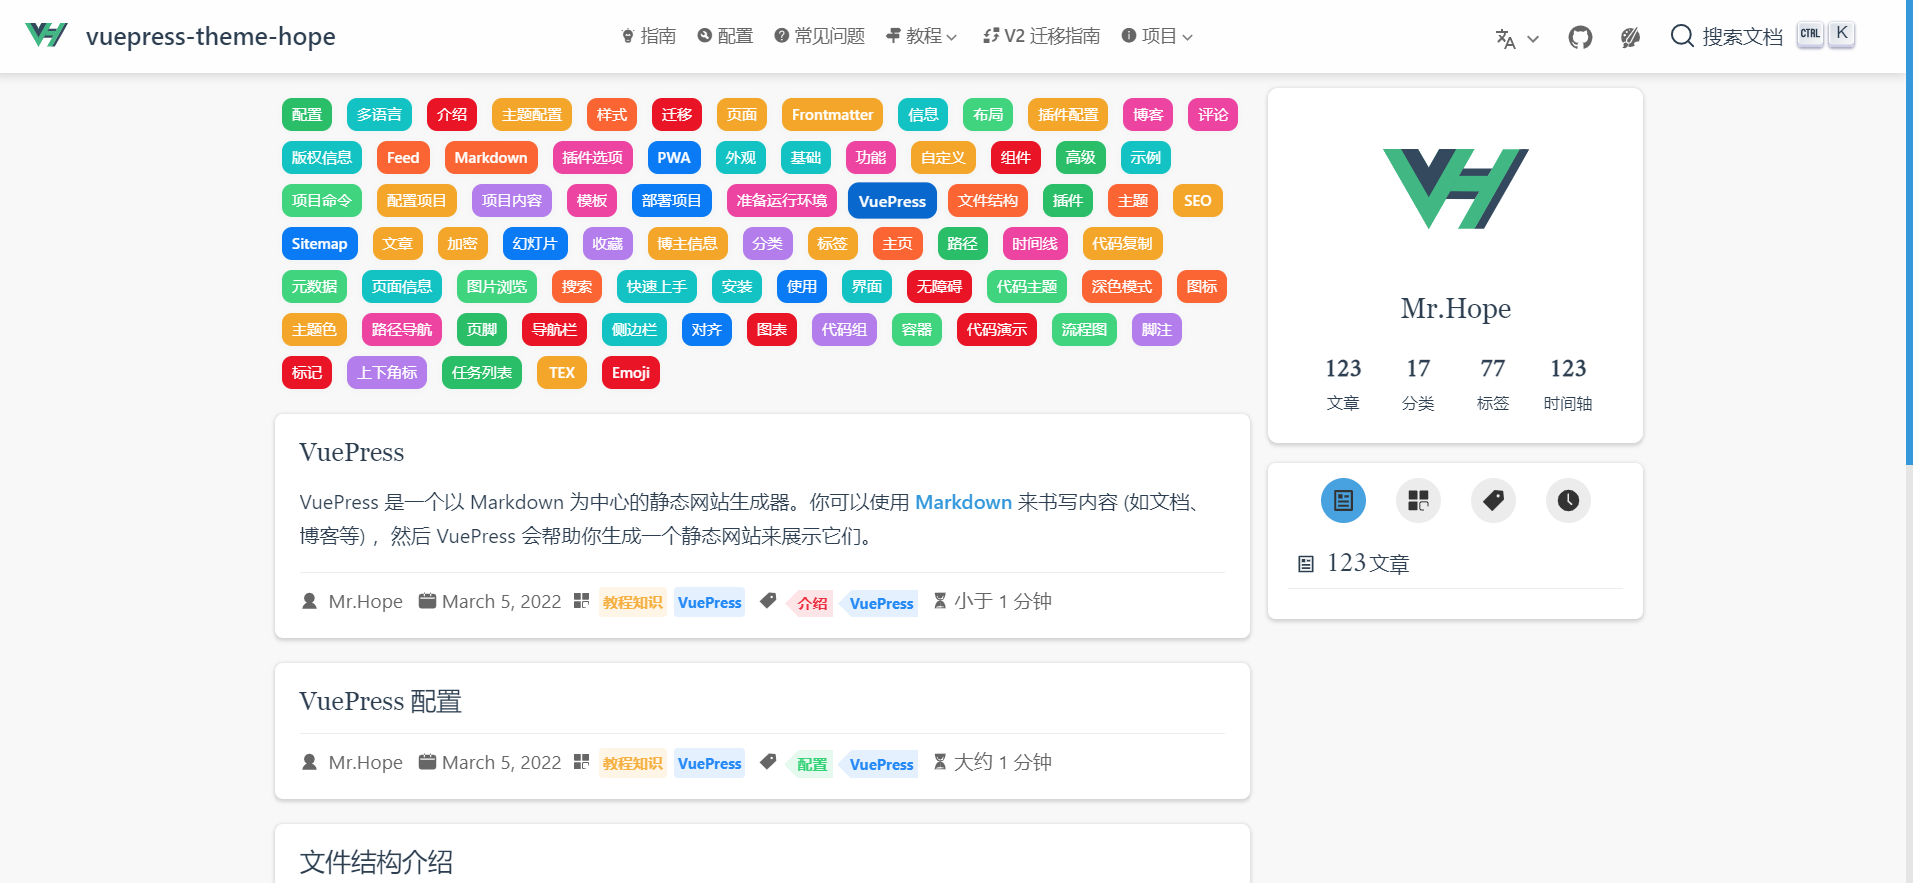 vuepress-theme-hope 指南 配置 常见问题 教程 V2 迁移指南 项目 搜索文档 CTRL K
配置 多语言 介绍 主题配置 样式 迁移 页面 Frontmatter 信息 布局 插件配置 博客 评论
版权信息 Feed Markdown 插件选项 PWA 外观 基础 功能 自定义 组件 高级 示例
项目命令 配置项目 项目内容 模板 部署项目 准备运行环境 VuePress 文件结构 插件 主题 SEO
Sitemap 文章 加密 幻灯片 收藏 博主信息 分类 标签 主页 路径 时间线 代码复制
元数据 页面信息 图片浏览 搜索 快速上手 安装 使用 界面 无障碍 代码主题 深色模式 图标
主题色 路径导航 页脚 导航栏 侧边栏 对齐 图表 代码组 容器 代码演示 流程图 脚注
标记 上下角标 任务列表 TEX Emoji
VuePress
VuePress 是一个以 Markdown 为中心的静态网站生成器。你可以使用 Markdown 来书写内容 (如文档、
博客等) ，然后 VuePress 会帮助你生成一个静态网站来展示它们。
Mr.Hope March 5, 2022 教程知识 VuePress 介绍 VuePress 小于 1 分钟
VuePress 配置
Mr.Hope March 5, 2022 教程知识 VuePress 配置 VuePress 大约 1 分钟
文件结构介绍
Mr.Hope
123 17 77 123
文章 分类 标签 时间轴
123 文章